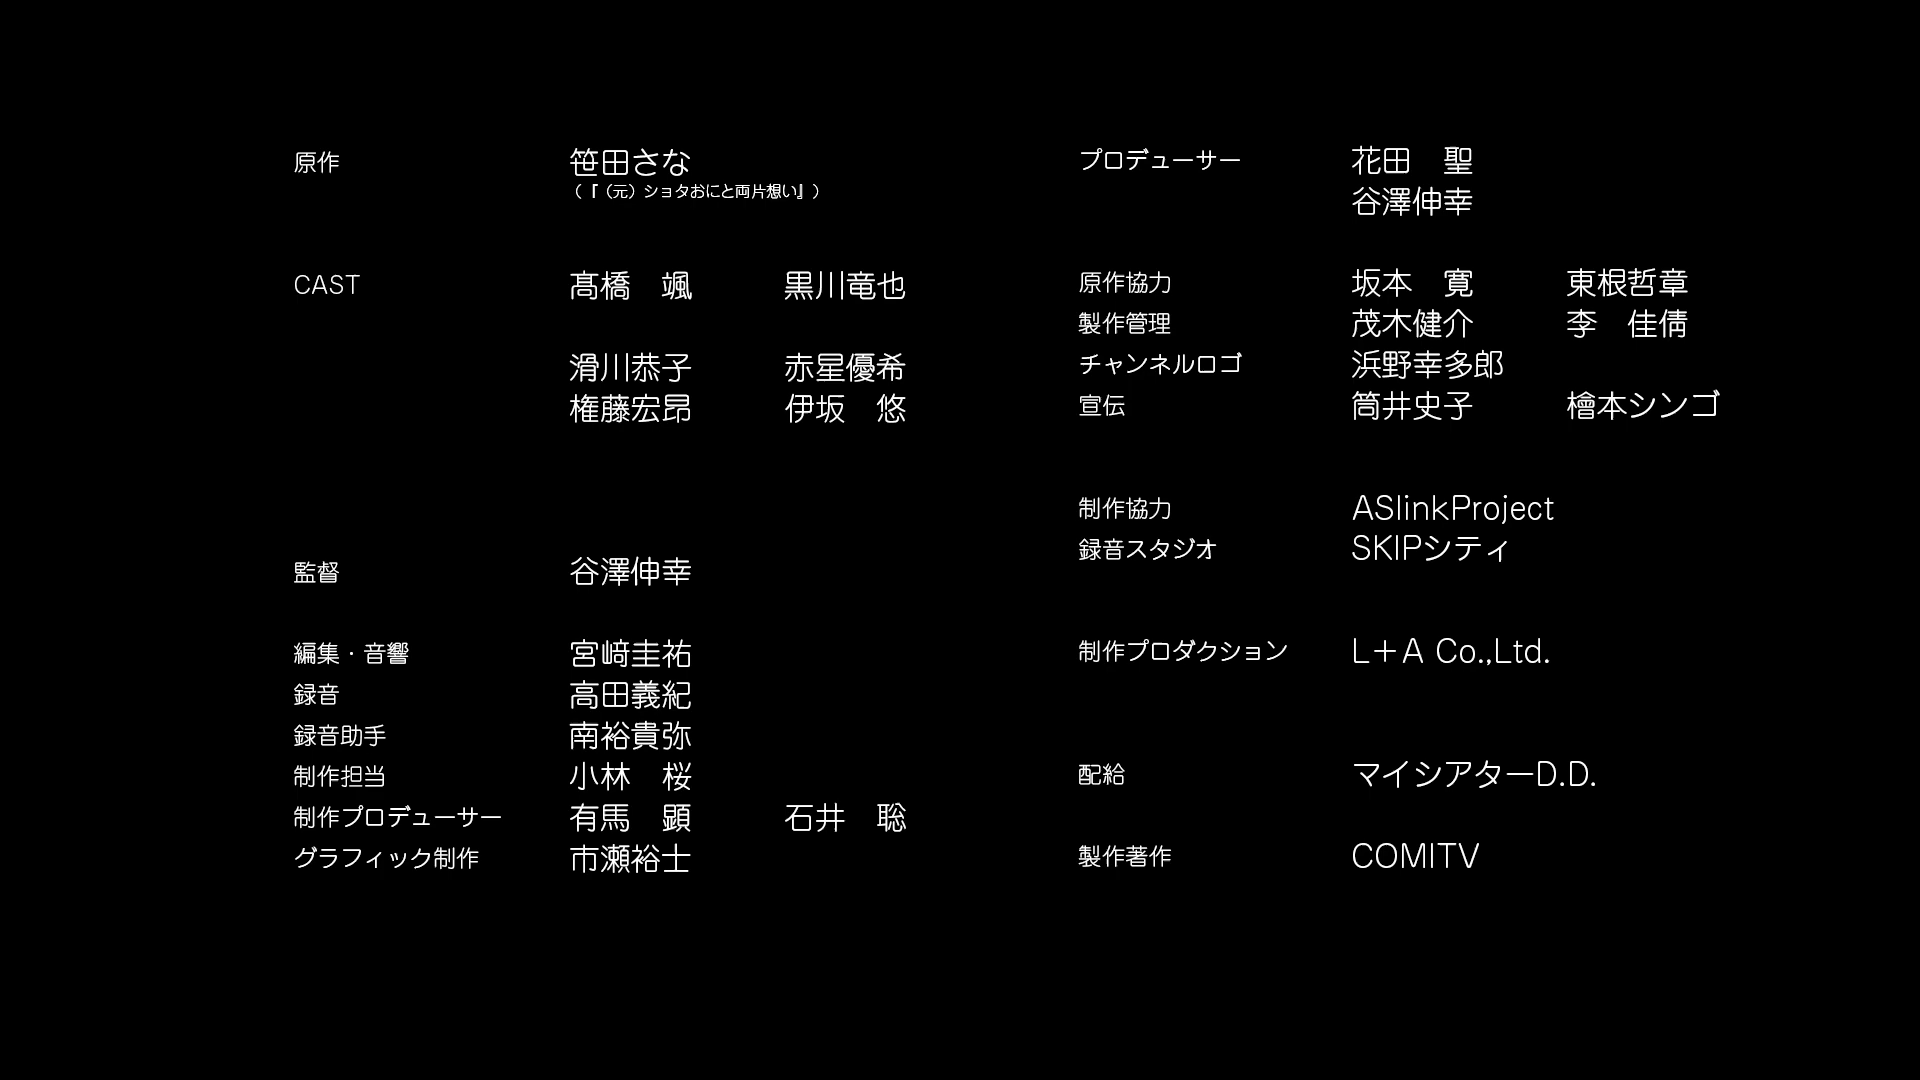 原作 笹田さな
（『（元）ショタおにと両片想い』）
CAST 髙橋　颯 黒川竜也
滑川恭子 赤星優希
権藤宏昂 伊坂　悠
監督 谷澤伸幸
編集・音響 宮﨑圭祐
録音 高田義紀
録音助手 南裕貴弥
制作担当 小林　桜
制作プロデューサー 有馬　顕 石井　聡
グラフィック制作 市瀬裕士
プロデューサー 花田　聖
谷澤伸幸
原作協力 坂本　寛 東根哲章
製作管理 茂木健介 李　佳倩
チャンネルロゴ 浜野幸多郎
宣伝 筒井史子 檜本シンゴ
制作協力 ASlinkProject
録音スタジオ SKIPシティ
制作プロダクション L＋A Co.,Ltd.
配給 マイシアターD.D.
製作著作 COMITV